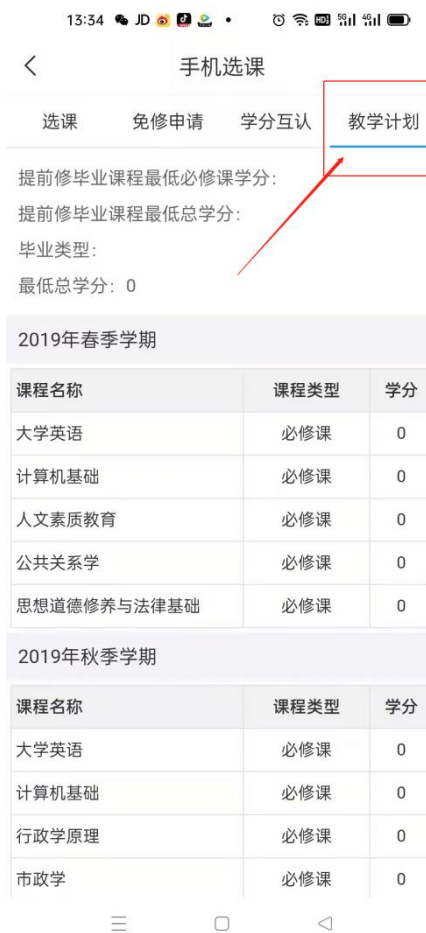 13:34 JD HD 5G 4G
手机选课
选课 免修申请 学分互认 教学计划
提前修毕业课程最低必修课学分:
提前修毕业课程最低总学分:
毕业类型:
最低总学分: 0
2019年春季学期
课程名称 课程类型 学分
大学英语 必修课 0
计算机基础 必修课 0
人文素质教育 必修课 0
公共关系学 必修课 0
思想道德修养与法律基础 必修课 0
2019年秋季学期
课程名称 课程类型 学分
大学英语 必修课 0
计算机基础 必修课 0
行政学原理 必修课 0
市政学 必修课 0